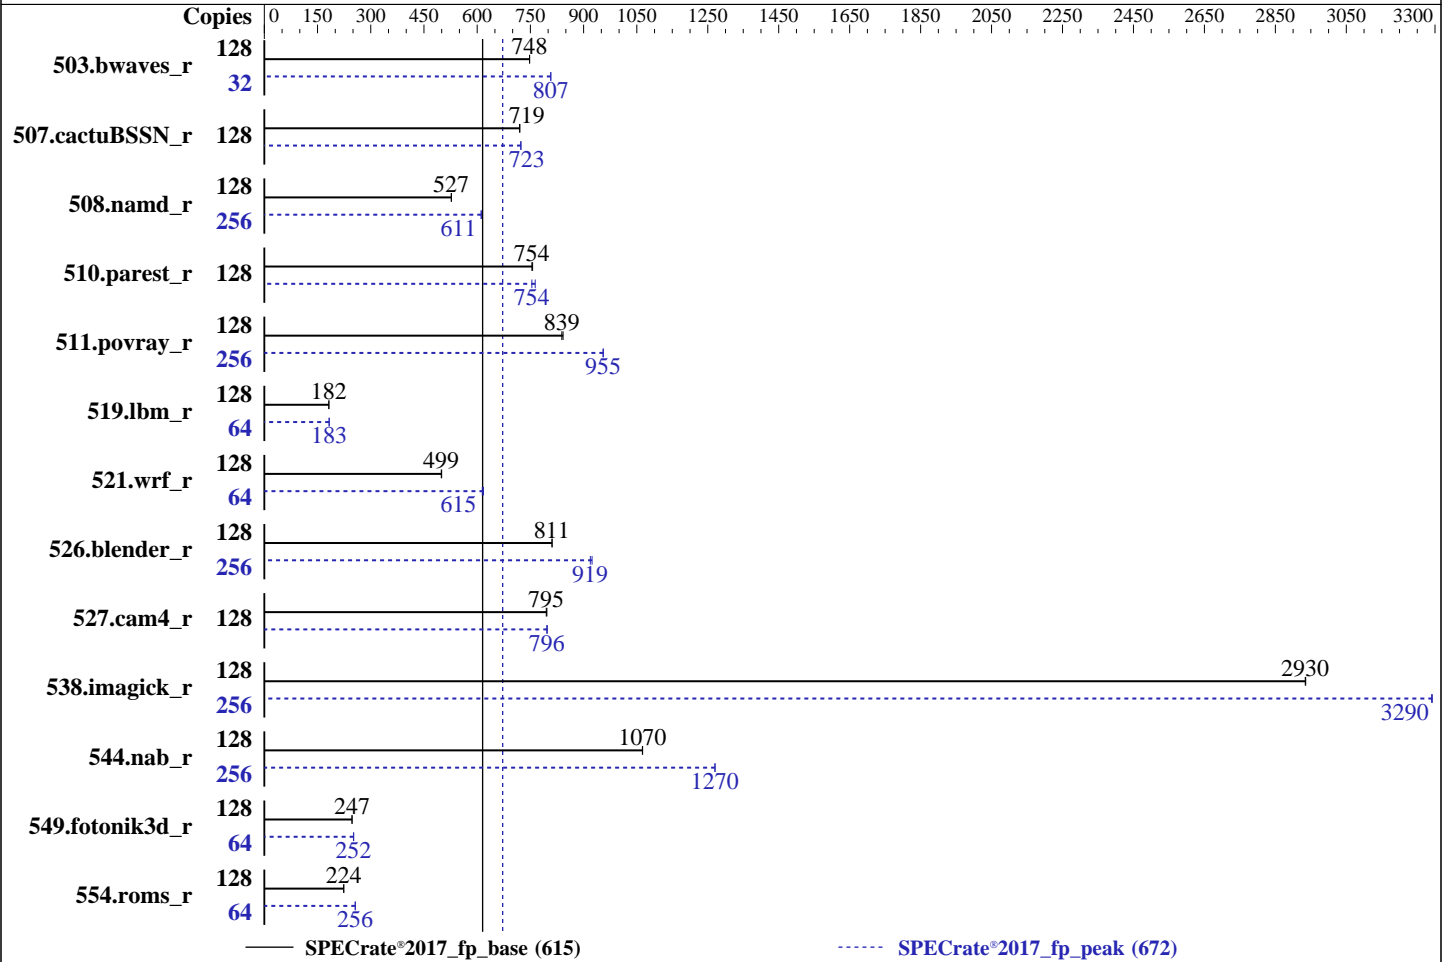 Copies 0 150 300 450 600 750 900 1050 1250 1450 1650 1850 2050 2250 2450 2650 2850 3050 3300
503.bwaves_r 128 748
32 807
507.cactuBSSN_r 128 719
723
508.namd_r 128 527
256 611
510.parest_r 128 754
754
511.povray_r 128 839
256 955
519.lbm_r 128 182
64 183
521.wrf_r 128 499
64 615
526.blender_r 128 811
256 919
527.cam4_r 128 795
796
538.imagick_r 128 2930
256 3290
544.nab_r 128 1070
256 1270
549.fotonik3d_r 128 247
64 252
554.roms_r 128 224
64 256
SPECrate®2017_fp_base (615) SPECrate®2017_fp_peak (672)